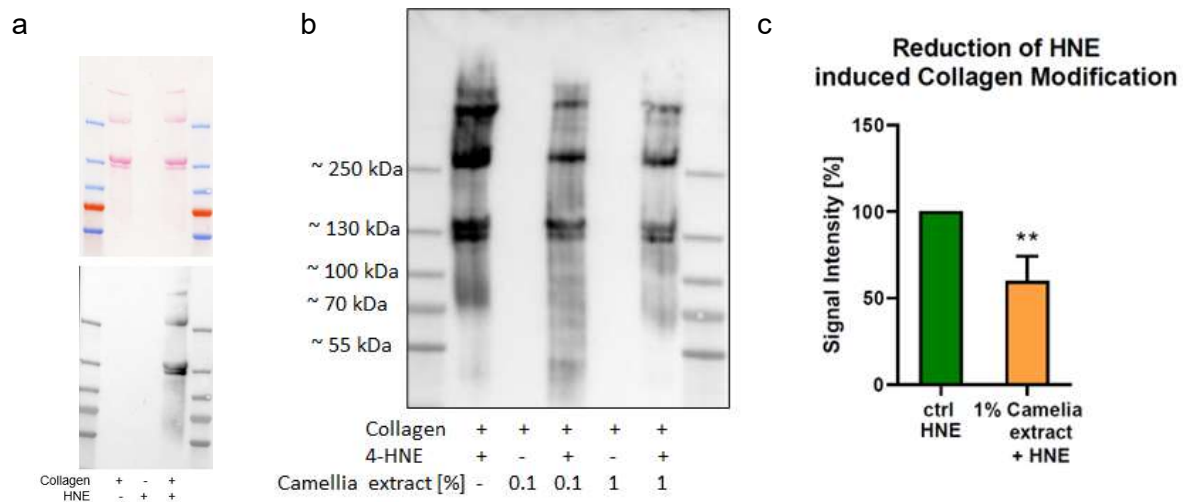 a
Collagen + - +
HNE - + +
b
~ 250 kDa
~ 130 kDa
~ 100 kDa
~ 70 kDa
~ 55 kDa
Collagen + + + + +
4-HNE + - + - +
Camellia extract [%] - 0.1 0.1 1 1
c
Reduction of HNE
induced Collagen Modification
Signal Intensity [%]
150
100
50
0
**
ctrl
HNE
1% Camelia
extract
+ HNE